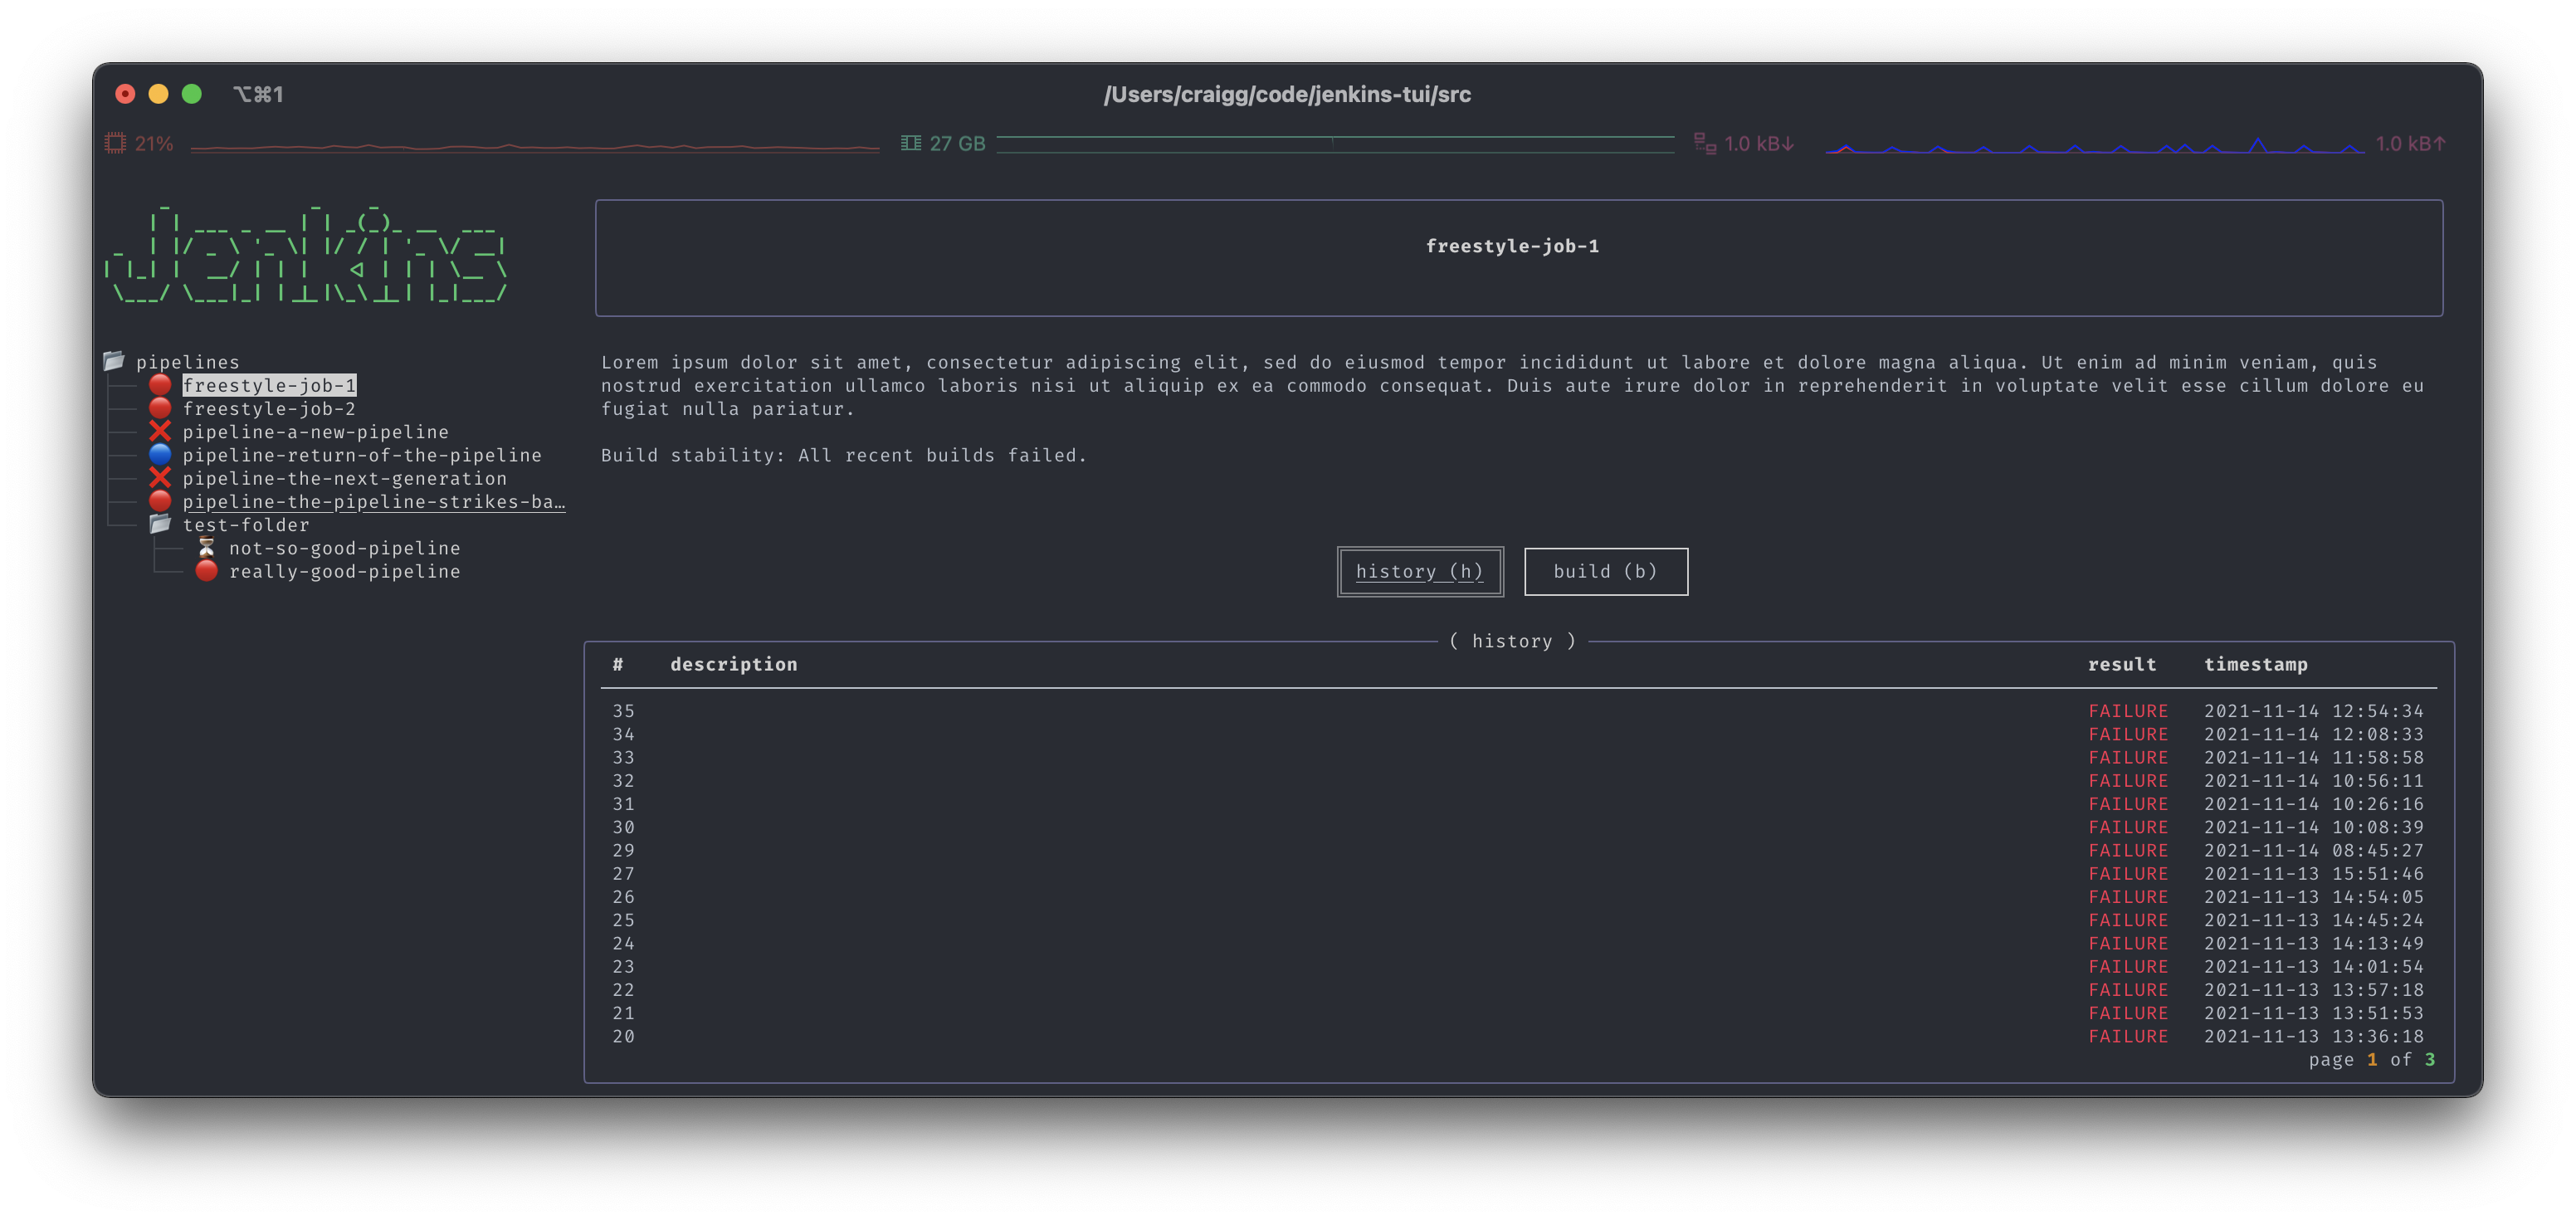 ⌥⌘1
/Users/craigg/code/jenkins-tui/src
21%
27 GB
1.0 kB↓
1.0 kB↑
Jenkins
freestyle-job-1
pipelines
freestyle-job-1
freestyle-job-2
pipeline-a-new-pipeline
pipeline-return-of-the-pipeline
pipeline-the-next-generation
pipeline-the-pipeline-strikes-ba…
test-folder
not-so-good-pipeline
really-good-pipeline
Lorem ipsum dolor sit amet, consectetur adipiscing elit, sed do eiusmod tempor incididunt ut labore et dolore magna aliqua. Ut enim ad minim veniam, quis
nostrud exercitation ullamco laboris nisi ut aliquip ex ea commodo consequat. Duis aute irure dolor in reprehenderit in voluptate velit esse cillum dolore eu
fugiat nulla pariatur.
Build stability: All recent builds failed.
history (h)
build (b)
( history )
# description result timestamp
35 FAILURE 2021-11-14 12:54:34
34 FAILURE 2021-11-14 12:08:33
33 FAILURE 2021-11-14 11:58:58
32 FAILURE 2021-11-14 10:56:11
31 FAILURE 2021-11-14 10:26:16
30 FAILURE 2021-11-14 10:08:39
29 FAILURE 2021-11-14 08:45:27
27 FAILURE 2021-11-13 15:51:46
26 FAILURE 2021-11-13 14:54:05
25 FAILURE 2021-11-13 14:45:24
24 FAILURE 2021-11-13 14:13:49
23 FAILURE 2021-11-13 14:01:54
22 FAILURE 2021-11-13 13:57:18
21 FAILURE 2021-11-13 13:51:53
20 FAILURE 2021-11-13 13:36:18
page 1 of 3